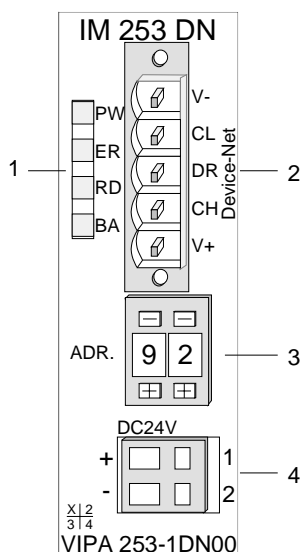 IM 253 DN
PW
ER
RD
BA
V-
CL
DR
CH
V+
Device-Net
1
2
ADR.
9 2
3
DC24V
+ 1
- 2
4
X 2
3 4
VIPA 253-1DN00